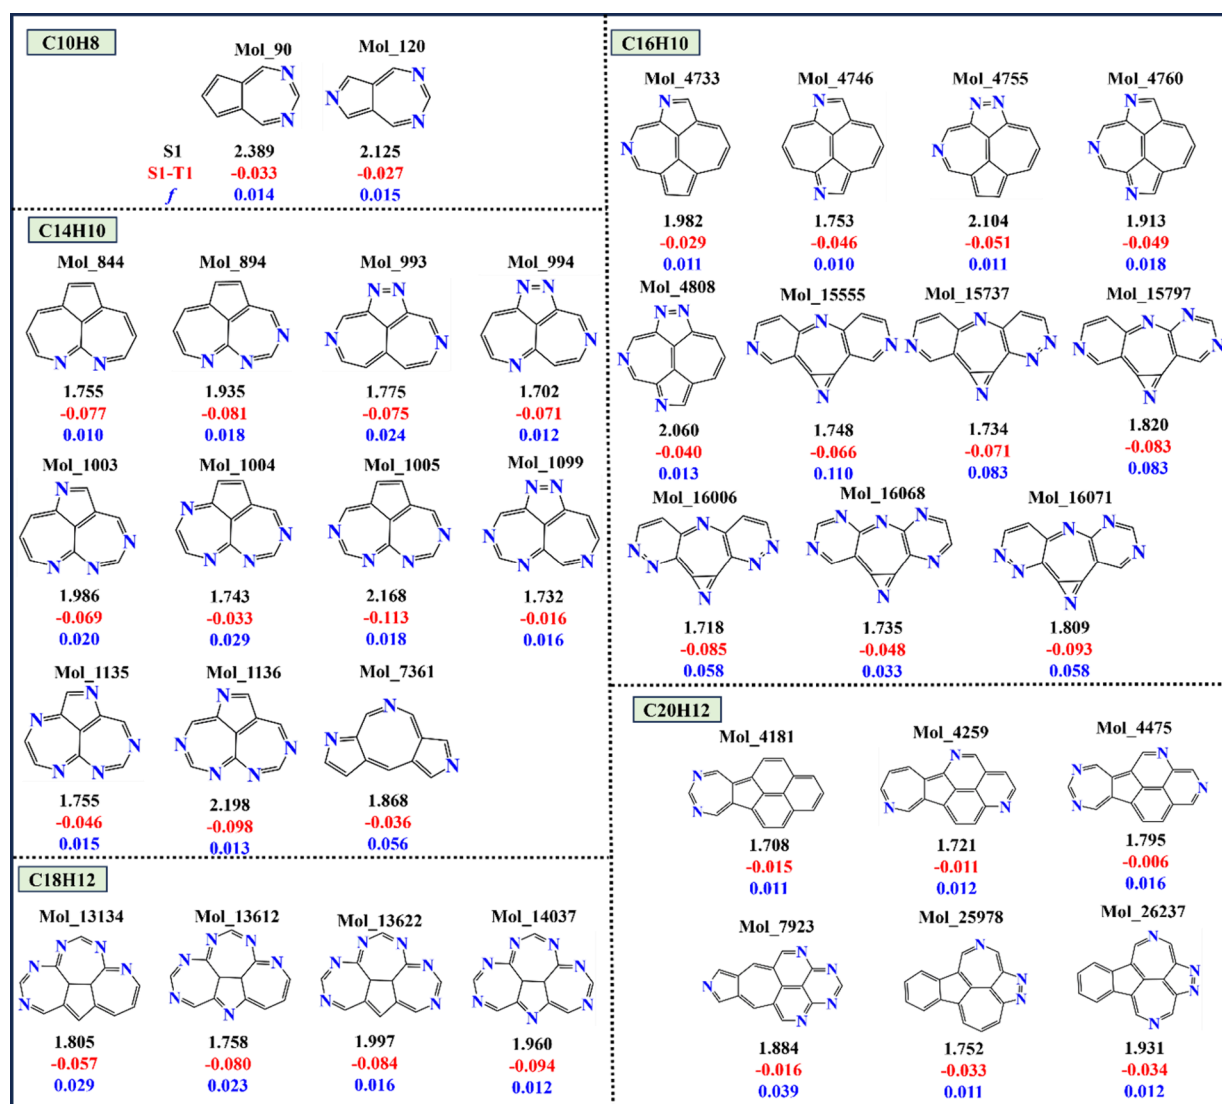 C10H8
Mol_90 Mol_120
N N
N
N N
S1 2.389 2.125
S1-T1 -0.033 -0.027
f 0.014 0.015
C14H10
Mol_844 Mol_894 Mol_993 Mol_994
N=N N=N
N N N N
N N N N N
1.755 1.935 1.775 1.702
-0.077 -0.081 -0.075 -0.071
0.010 0.018 0.024 0.012
Mol_1003 Mol_1004 Mol_1005 Mol_1099
N N=N
N
N N N N N
N N N N N N N N
1.986 1.743 2.168 1.732
-0.069 -0.033 -0.113 -0.016
0.020 0.029 0.018 0.016
Mol_1135 Mol_1136 Mol_7361
N N N
N N
N N N N
N N N N
1.755 2.198 1.868
-0.046 -0.098 -0.036
0.015 0.013 0.056
C18H12
Mol_13134 Mol_13612 Mol_13622 Mol_14037
N N N N N N N
N N N N N N N
N N N N N N
N N
1.805 1.758 1.997 1.960
-0.057 -0.080 -0.084 -0.094
0.029 0.023 0.016 0.012
C16H10
Mol_4733 Mol_4746 Mol_4755 Mol_4760
N N N=N N
N N N
N N
1.982 1.753 2.104 1.913
-0.029 -0.046 -0.051 -0.049
0.011 0.010 0.011 0.018
Mol_4808 Mol_15555 Mol_15737 Mol_15797
N=N N N N N
N N N N N N N
N N N N N
2.060 1.748 1.734 1.820
-0.040 -0.066 -0.071 -0.083
0.013 0.110 0.083 0.083
Mol_16006 Mol_16068 Mol_16071
N N N N N N
N N N N N
N N N N
N N N
1.718 1.735 1.809
-0.085 -0.048 -0.093
0.058 0.033 0.058
C20H12
Mol_4181 Mol_4259 Mol_4475
N N N N
N
N N N N
1.708 1.721 1.795
-0.015 -0.011 -0.006
0.011 0.012 0.016
Mol_7923 Mol_25978 Mol_26237
N N N
N N N
N N N N
N N
1.884 1.752 1.931
-0.016 -0.033 -0.034
0.039 0.011 0.012